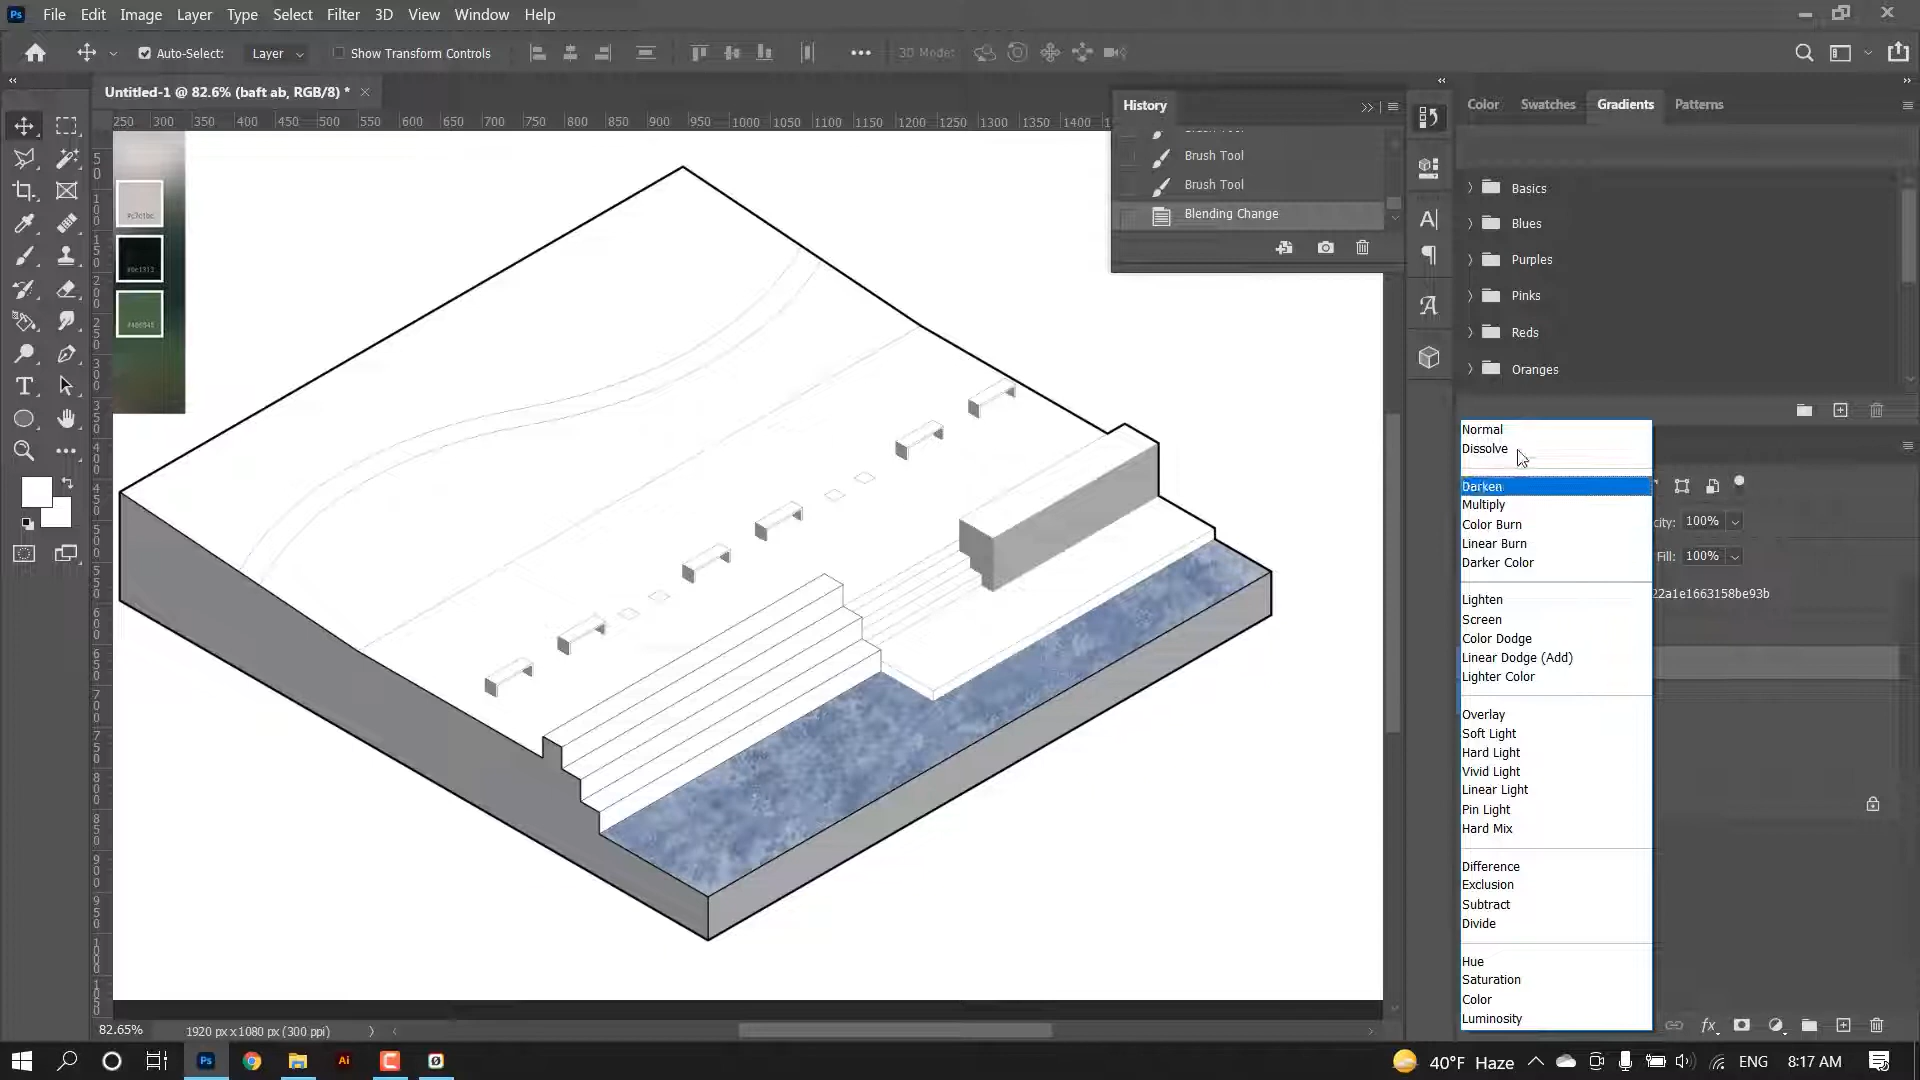 Ps File Edit Image Layer Type Select Filter 3D View Window Help
Auto-Select: Layer Show Transform Controls 3D Mode:
Untitled-1 @ 82.6% (baft ab, RGB/8) *
250 300 350 400 450 500 550 600 650 700 750 800 850 900 950 1000 1050 1100 1150 1200 1250 1300 1350 1400
History
Brush Tool
Brush Tool
Brush Tool
Blending Change
Color Swatches Gradients Patterns
Basics
Blues
Purples
Pinks
Reds
Oranges
Normal
Dissolve
Darken
Multiply
Color Burn
Linear Burn
Darker Color
Lighten
Screen
Color Dodge
Linear Dodge (Add)
Lighter Color
Overlay
Soft Light
Hard Light
Vivid Light
Linear Light
Pin Light
Hard Mix
Difference
Exclusion
Subtract
Divide
Hue
Saturation
Color
Luminosity
city: 100%
Fill: 100%
22a1e1663158be93b
82.65% 1920 px x 1080 px (300 ppi)
Ps Ai 40°F Haze ENG 8:17 AM